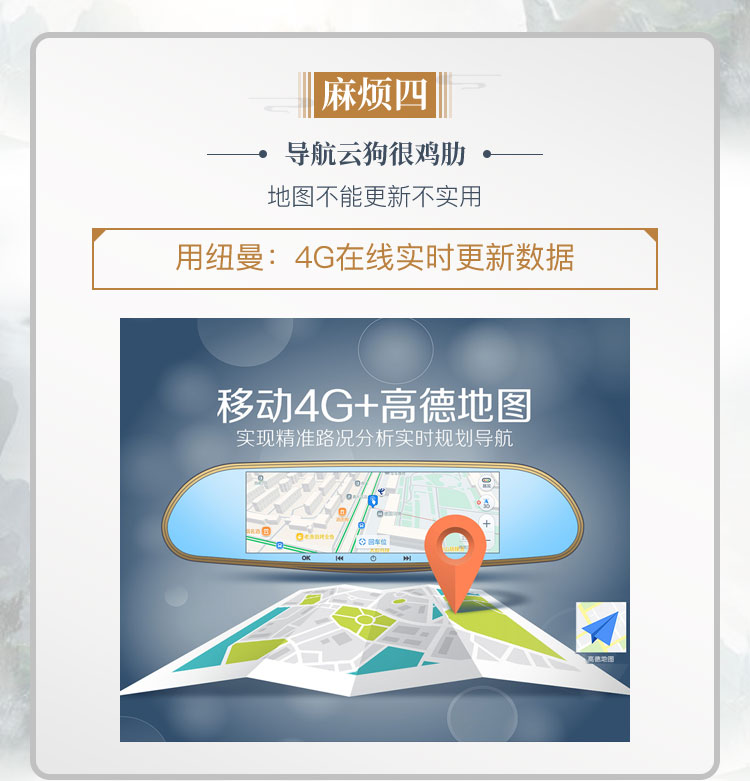 麻烦四
导航云狗很鸡肋
地图不能更新不实用
用纽曼：4G在线实时更新数据
移动4G+高德地图
实现精准路况分析实时规划导航
3D
回车位
OK
高德地图